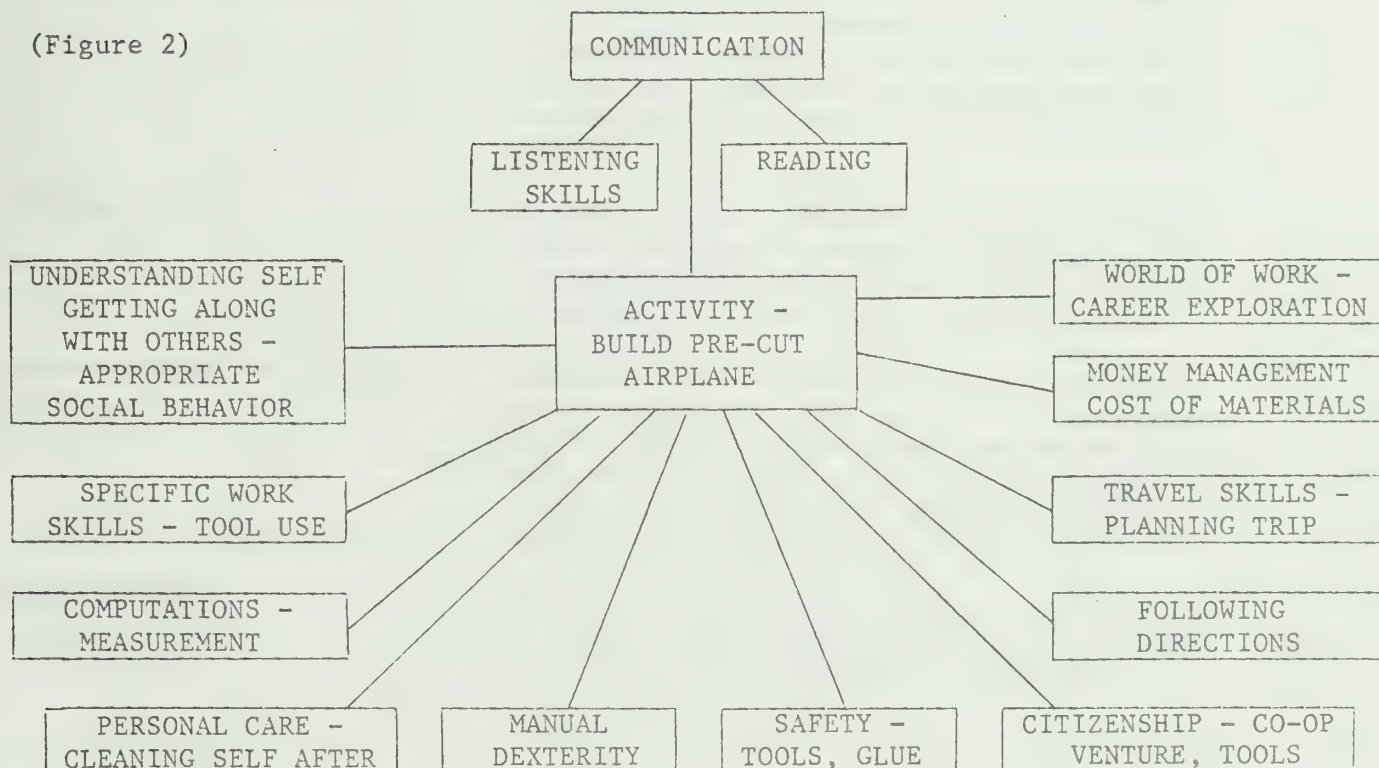 (Figure 2)
COMMUNICATION
LISTENING
SKILLS
READING
UNDERSTANDING SELF
GETTING ALONG
WITH OTHERS -
APPROPRIATE
SOCIAL BEHAVIOR
ACTIVITY -
BUILD PRE-CUT
AIRPLANE
WORLD OF WORK -
CAREER EXPLORATION
MONEY MANAGEMENT
COST OF MATERIALS
SPECIFIC WORK
SKILLS - TOOL USE
TRAVEL SKILLS -
PLANNING TRIP
COMPUTATIONS -
MEASUREMENT
FOLLOWING
DIRECTIONS
PERSONAL CARE -
CLEANING SELF AFTER
MANUAL
DEXTERITY
SAFETY -
TOOLS, GLUE
CITIZENSHIP - CO-OP
VENTURE, TOOLS